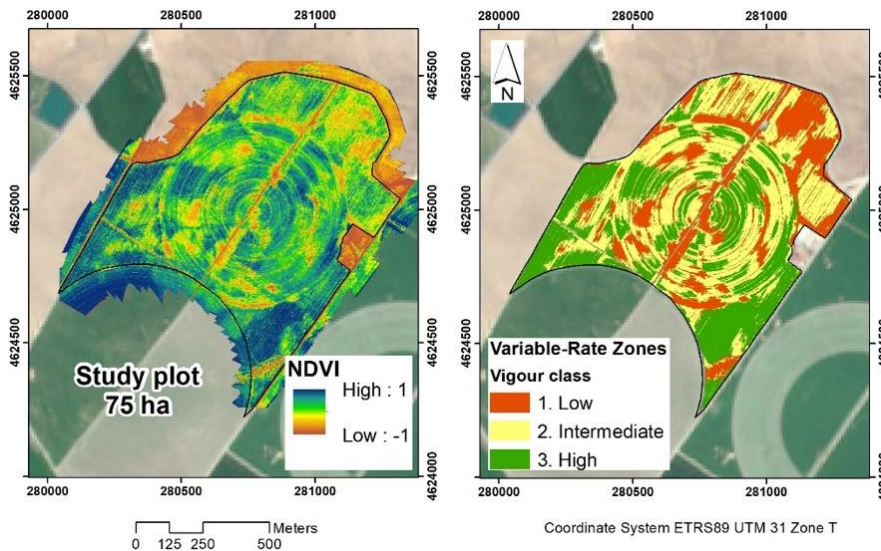 280000 280500 281000
280000 280500 281000
4625500
4625000
4624500
4624000
Study plot
75 ha
NDVI
High : 1
Low : -1
280000 280500 281000
Meters
0 125 250 500
N
Variable-Rate Zones
Vigour class
1. Low
2. Intermediate
3. High
280000 280500 281000
4625000
4624500
Coordinate System ETRS89 UTM 31 Zone T